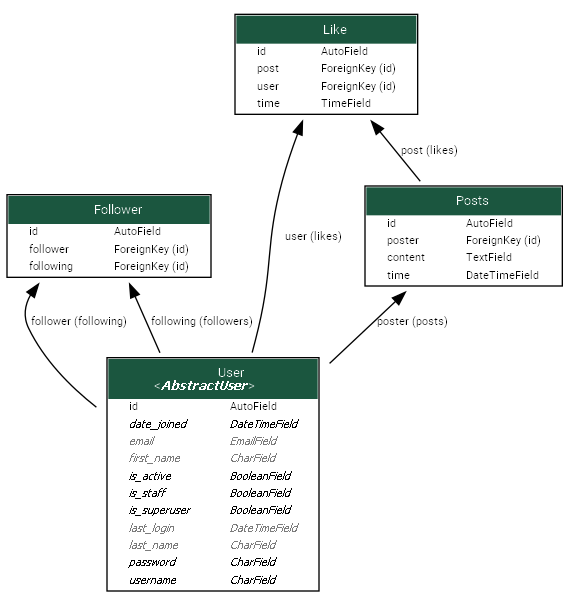 Like
id AutoField
post ForeignKey (id)
user ForeignKey (id)
time TimeField
post (likes)
Follower
id AutoField
follower ForeignKey (id)
following ForeignKey (id)
Posts
id AutoField
poster ForeignKey (id)
content TextField
time DateTimeField
user (likes)
follower (following)
following (followers)
poster (posts)
User
<AbstractUser>
id AutoField
date_joined DateTimeField
email EmailField
first_name CharField
is_active BooleanField
is_staff BooleanField
is_superuser BooleanField
last_login DateTimeField
last_name CharField
password CharField
username CharField